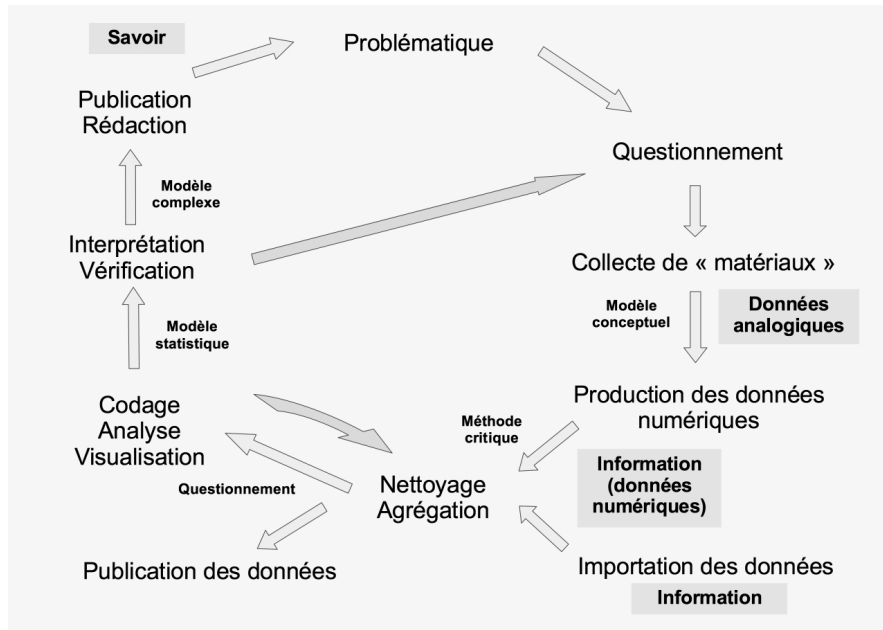 Savoir
Problématique
Publication
Rédaction
Questionnement
Modèle
complexe
Interprétation
Vérification
Collecte de « matériaux »
Modèle
conceptuel
Données
analogiques
Modèle
statistique
Production des données
numériques
Codage
Analyse
Visualisation
Méthode
critique
Information
(données
numériques)
Questionnement
Nettoyage
Agrégation
Publication des données
Importation des données
Information